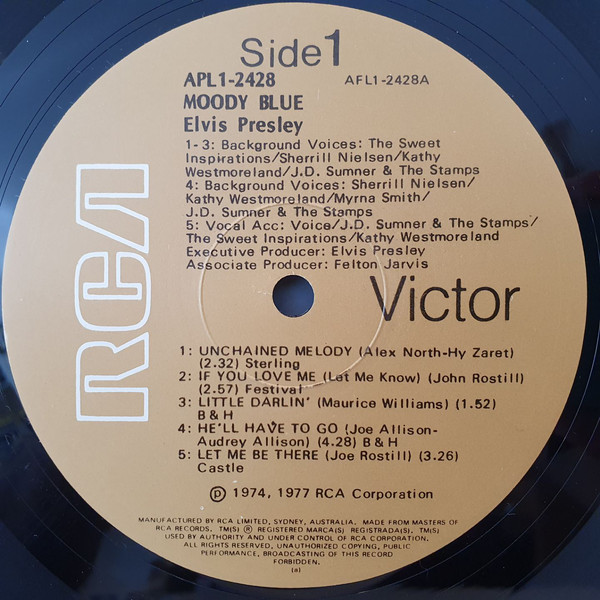 Side 1
APL1-2428 AFL1-2428A
MOODY BLUE
Elvis Presley
1-3: Background Voices: The Sweet
Inspirations/Sherrill Nielsen/Kathy
Westmoreland/J.D. Sumner & The Stamps
4: Background Voices: Sherrill Nielsen/
Kathy Westmoreland/Myrna Smith/
J.D. Sumner & The Stamps
5: Vocal Acc: Voice/J.D. Sumner & The Stamps/
The Sweet Inspirations/Kathy Westmoreland
Executive Producer: Elvis Presley
Associate Producer: Felton Jarvis
RCA
Victor
1: UNCHAINED MELODY (Alex North-Hy Zaret)
(2.32) Sterling
2: IF YOU LOVE ME (Let Me Know) (John Rostill)
(2.57) Festival
3: LITTLE DARLIN' (Maurice Williams) (1.52)
B & H
4: HE'LL HAVE TO GO (Joe Allison-
Audrey Allison) (4.28) B & H
5: LET ME BE THERE (Joe Rostill) (3.26)
Castle
℗ 1974, 1977 RCA Corporation
MANUFACTURED BY RCA LIMITED, SYDNEY, AUSTRALIA. MADE FROM MASTERS OF
RCA RECORDS. TM(S) ® REGISTERED MARCA(S) REGISTRADA(S). TM(S)
USED BY AUTHORITY AND UNDER CONTROL OF RCA CORPORATION.
ALL RIGHTS RESERVED, UNAUTHORIZED COPYING, PUBLIC
PERFORMANCE, BROADCASTING OF THIS RECORD
FORBIDDEN.
(a)